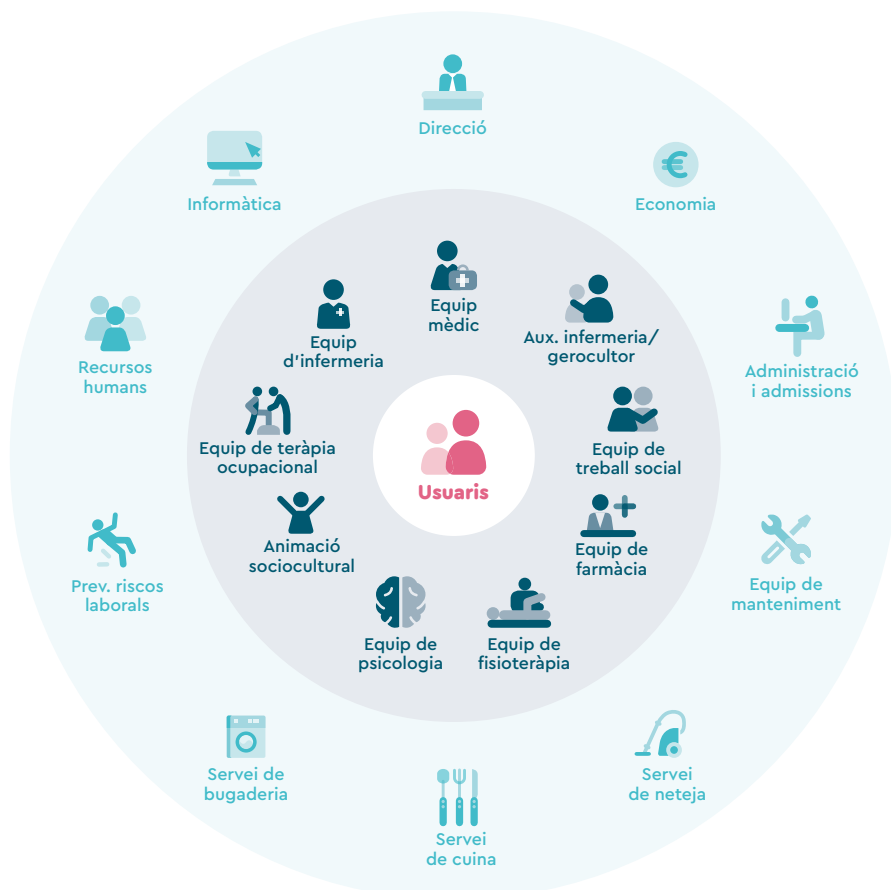 Direcció
Informàtica
Economia
Equip
mèdic
Equip
d'infermeria
Aux. infermeria/
gerocultor
Recursos
humans
Administració
i admissions
Equip de teràpia
ocupacional
Equip de
treball social
Usuaris
Animació
sociocultural
Equip de
farmàcia
Prev. riscos
laborals
Equip de
manteniment
Equip de
psicologia
Equip de
fisioteràpia
Servei de
bugaderia
Servei
de neteja
Servei
de cuina